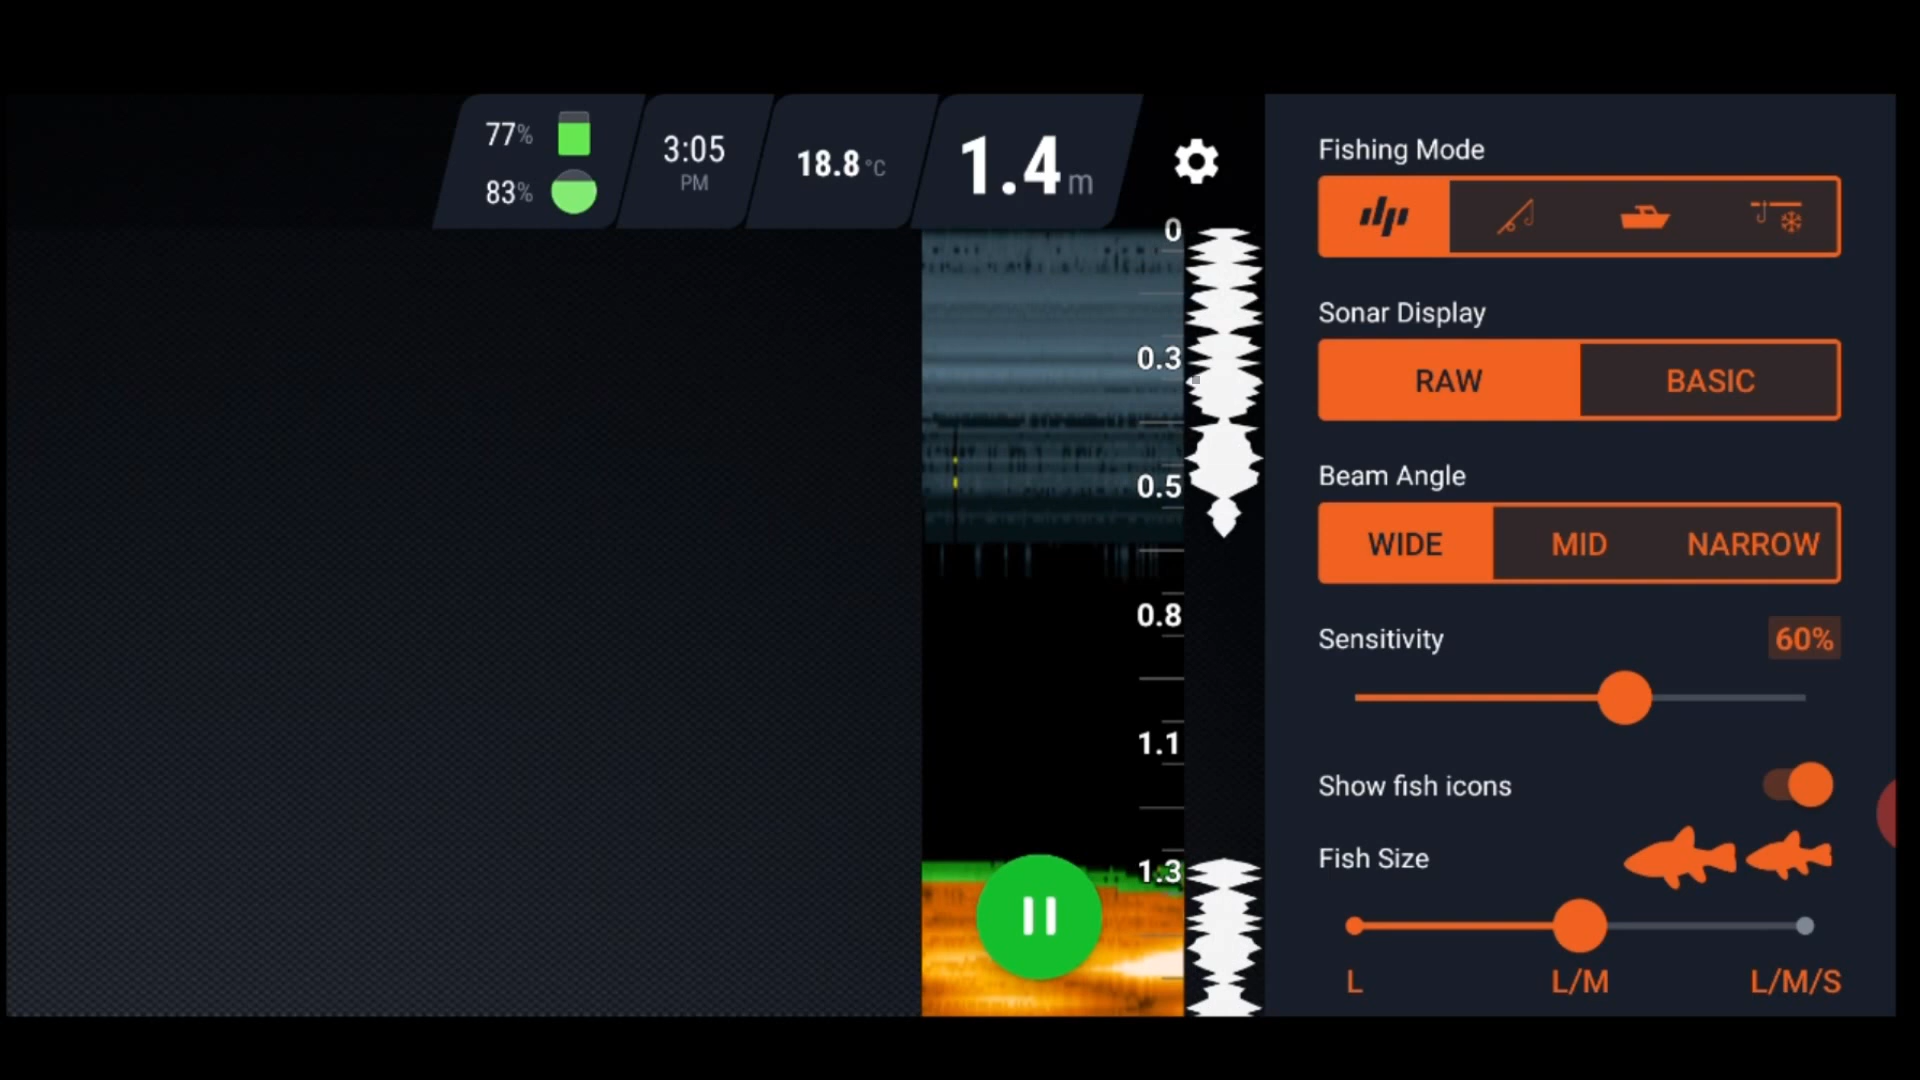 77%
83%
3:05
PM
18.8 °C
1.4 m
0
0.3
0.5
0.8
1.1
1.3
Fishing Mode
Sonar Display
RAW BASIC
Beam Angle
WIDE MID NARROW
Sensitivity 60%
Show fish icons
Fish Size
L L/M L/M/S